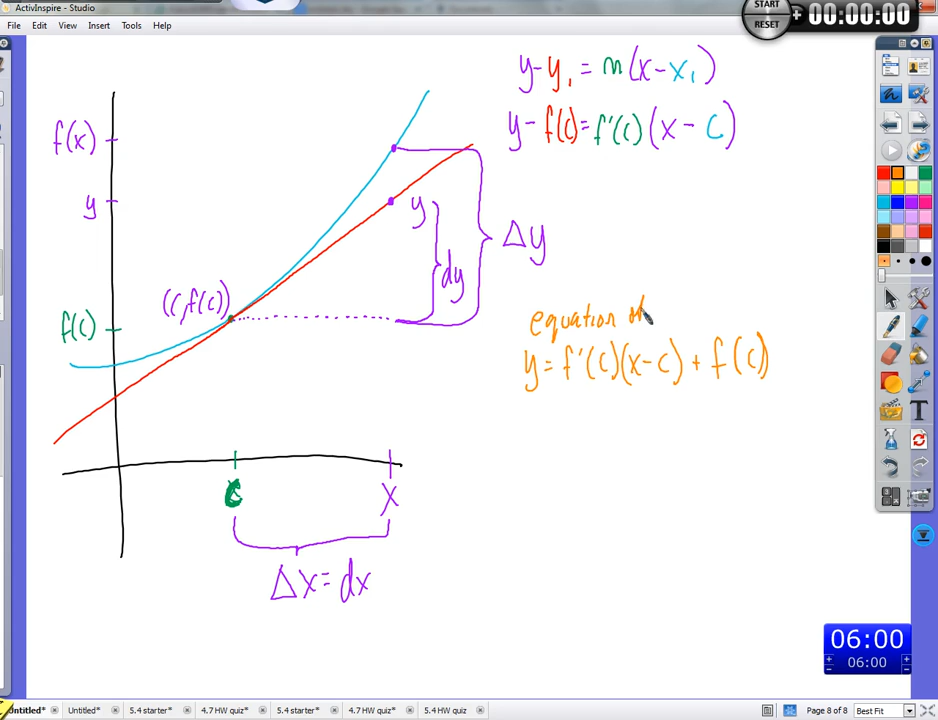 ActivInspire - Studio
File Edit View Insert Tools Help
START
RESET
00:00:00
y-y₁ = m(x-x₁)
y - f(c) = f'(c)(x - c)
f(x)
y
y
Δy
dy
(c, f(c))
f(c)
equation of
y = f'(c)(x-c) + f(c)
c
x
Δx = dx
T
06:00
06:00
Untitled* Untitled* 5.4 starter* 4.7 HW quiz* 5.4 starter* 4.7 HW quiz* 5.4 HW quiz
Page 8 of 8 Best Fit